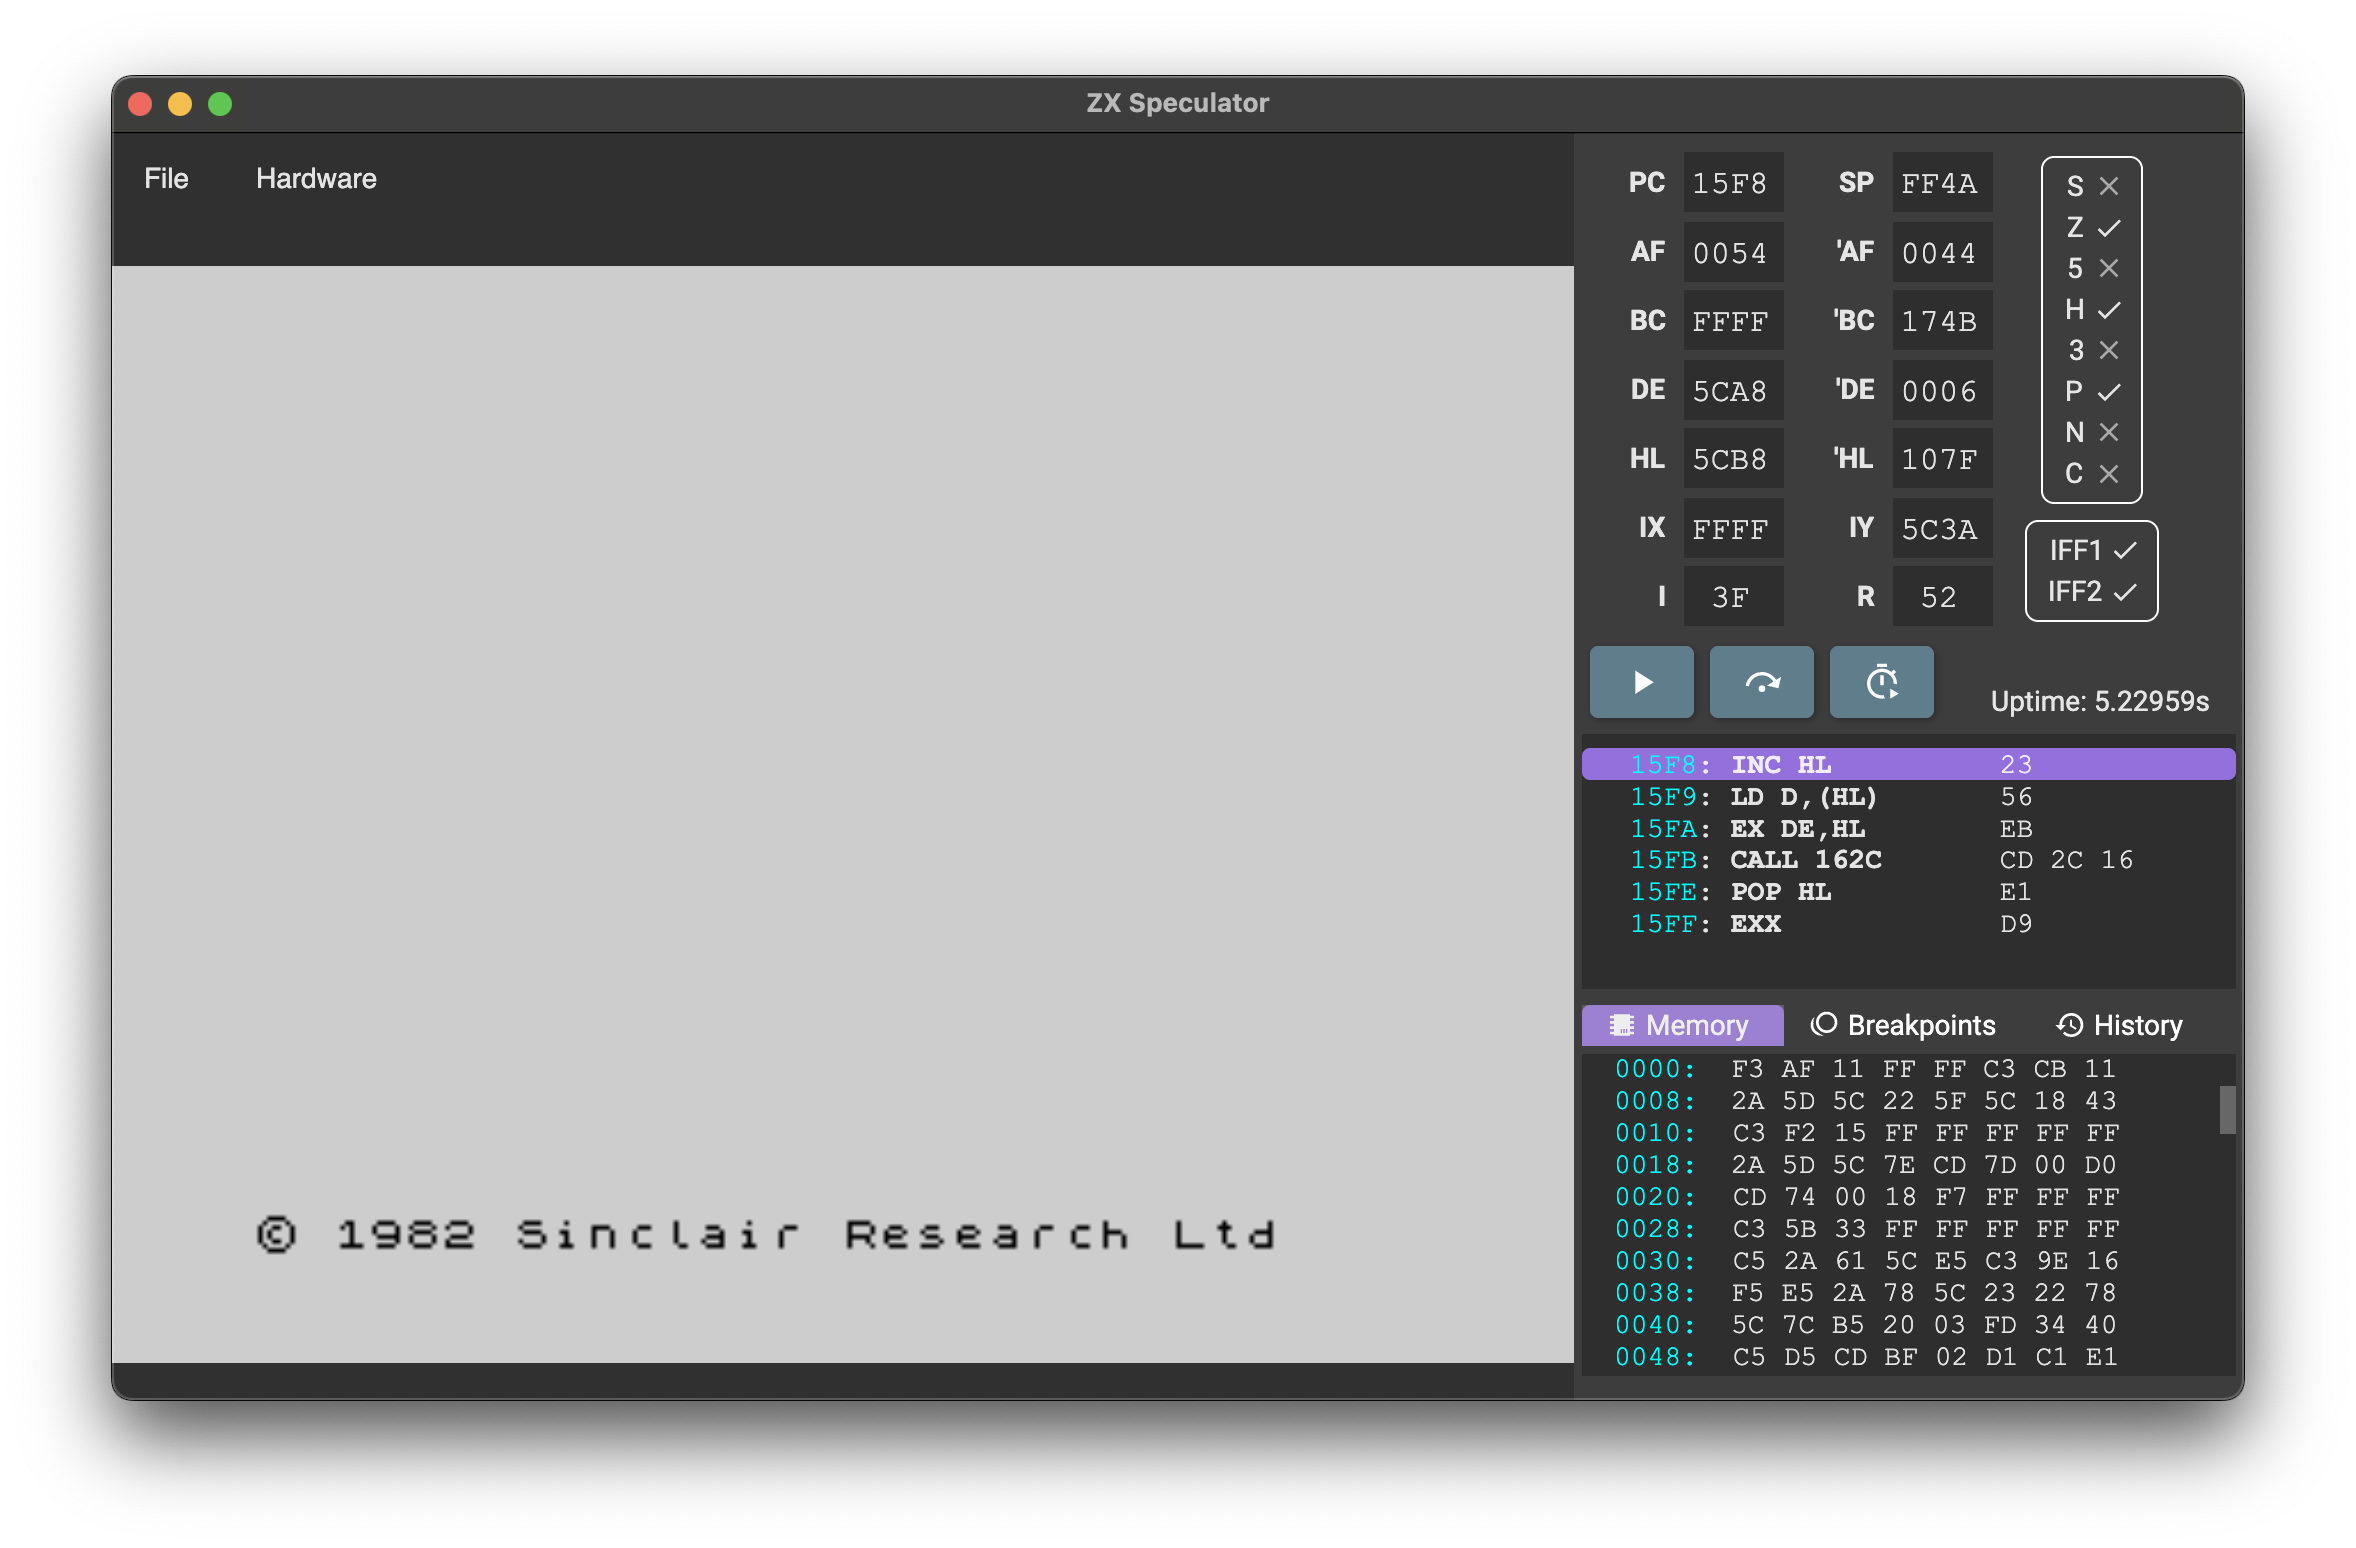 ZX Speculator
File Hardware
© 1982 Sinclair Research Ltd
PC 15F8 SP FF4A
AF 0054 'AF 0044
BC FFFF 'BC 174B
DE 5CA8 'DE 0006
HL 5CB8 'HL 107F
IX FFFF IY 5C3A
I 3F R 52
S
Z
5
H
3
P
N
C
IFF1
IFF2
Uptime: 5.22959s
15F8: INC HL 23
15F9: LD D,(HL) 56
15FA: EX DE,HL EB
15FB: CALL 162C CD 2C 16
15FE: POP HL E1
15FF: EXX D9
Memory Breakpoints History
0000: F3 AF 11 FF FF C3 CB 11
0008: 2A 5D 5C 22 5F 5C 18 43
0010: C3 F2 15 FF FF FF FF FF
0018: 2A 5D 5C 7E CD 7D 00 D0
0020: CD 74 00 18 F7 FF FF FF
0028: C3 5B 33 FF FF FF FF FF
0030: C5 2A 61 5C E5 C3 9E 16
0038: F5 E5 2A 78 5C 23 22 78
0040: 5C 7C B5 20 03 FD 34 40
0048: C5 D5 CD BF 02 D1 C1 E1